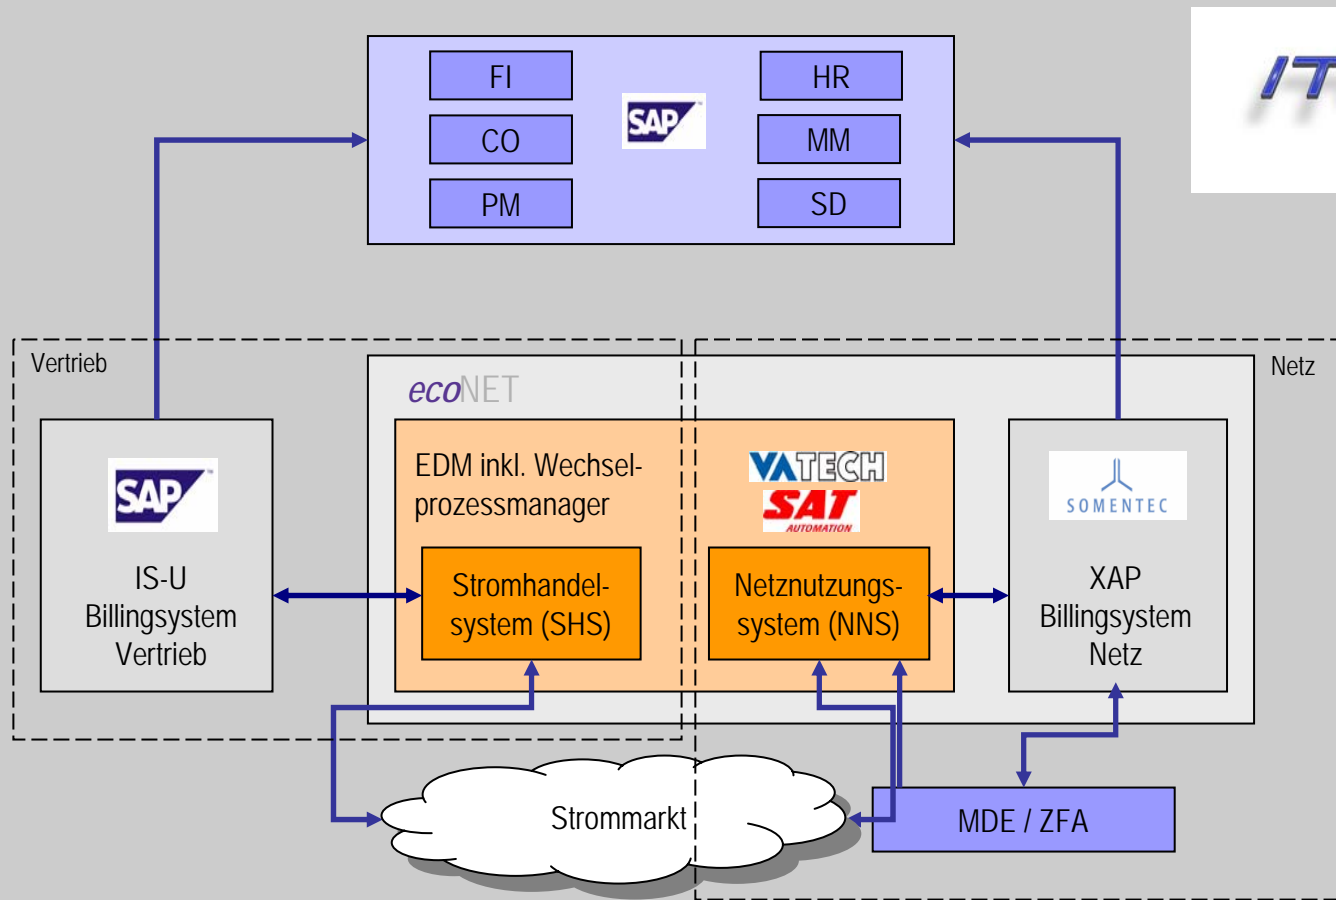 FI
HR
SAP
CO
MM
PM
SD
IT
Vertrieb
Netz
ecoNET
SAP
EDM inkl. Wechsel-
prozessmanager
VATECH
SAT
AUTOMATION
SOMENTEC
IS-U
Billingsystem
Vertrieb
Stromhandel-
system (SHS)
Netznutzungs-
system (NNS)
XAP
Billingsystem
Netz
Strommarkt
MDE / ZFA